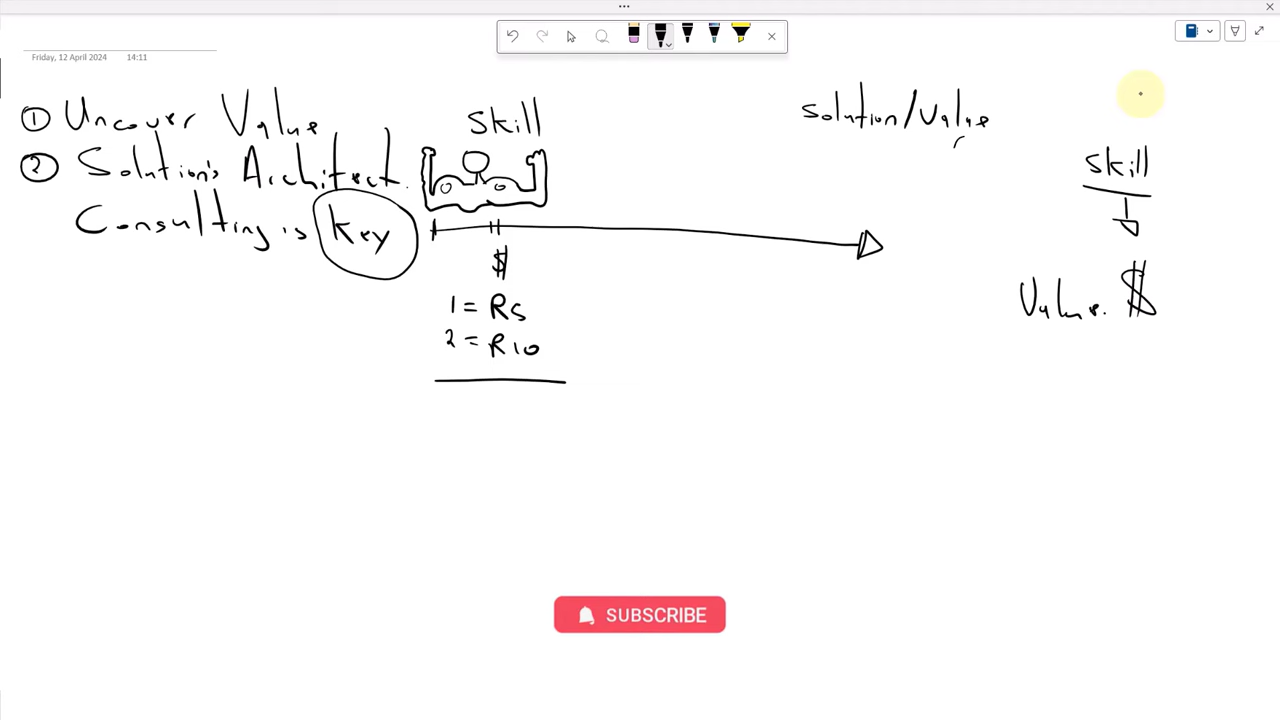 Friday, 12 April 2024 14:11
① Uncover Value
② Solution's Architect.
Consulting is Key
Skill
$
1 = R5
2 = R10
Solution/Value
r
Skill
Value. $
SUBSCRIBE